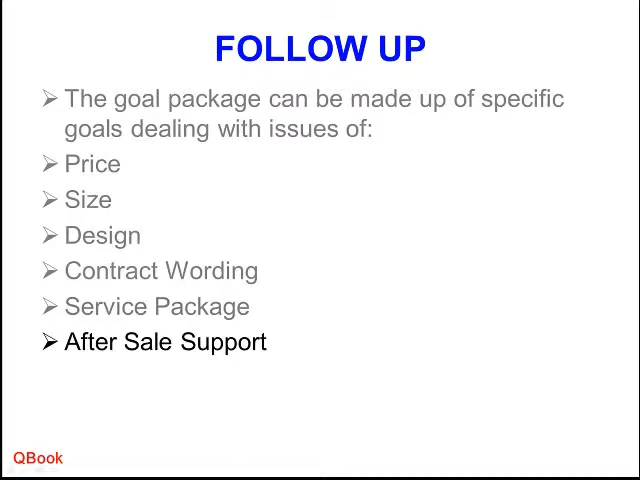 FOLLOW UP
➢ The goal package can be made up of specific
goals dealing with issues of:
➢ Price
➢ Size
➢ Design
➢ Contract Wording
➢ Service Package
➢ After Sale Support
QBook